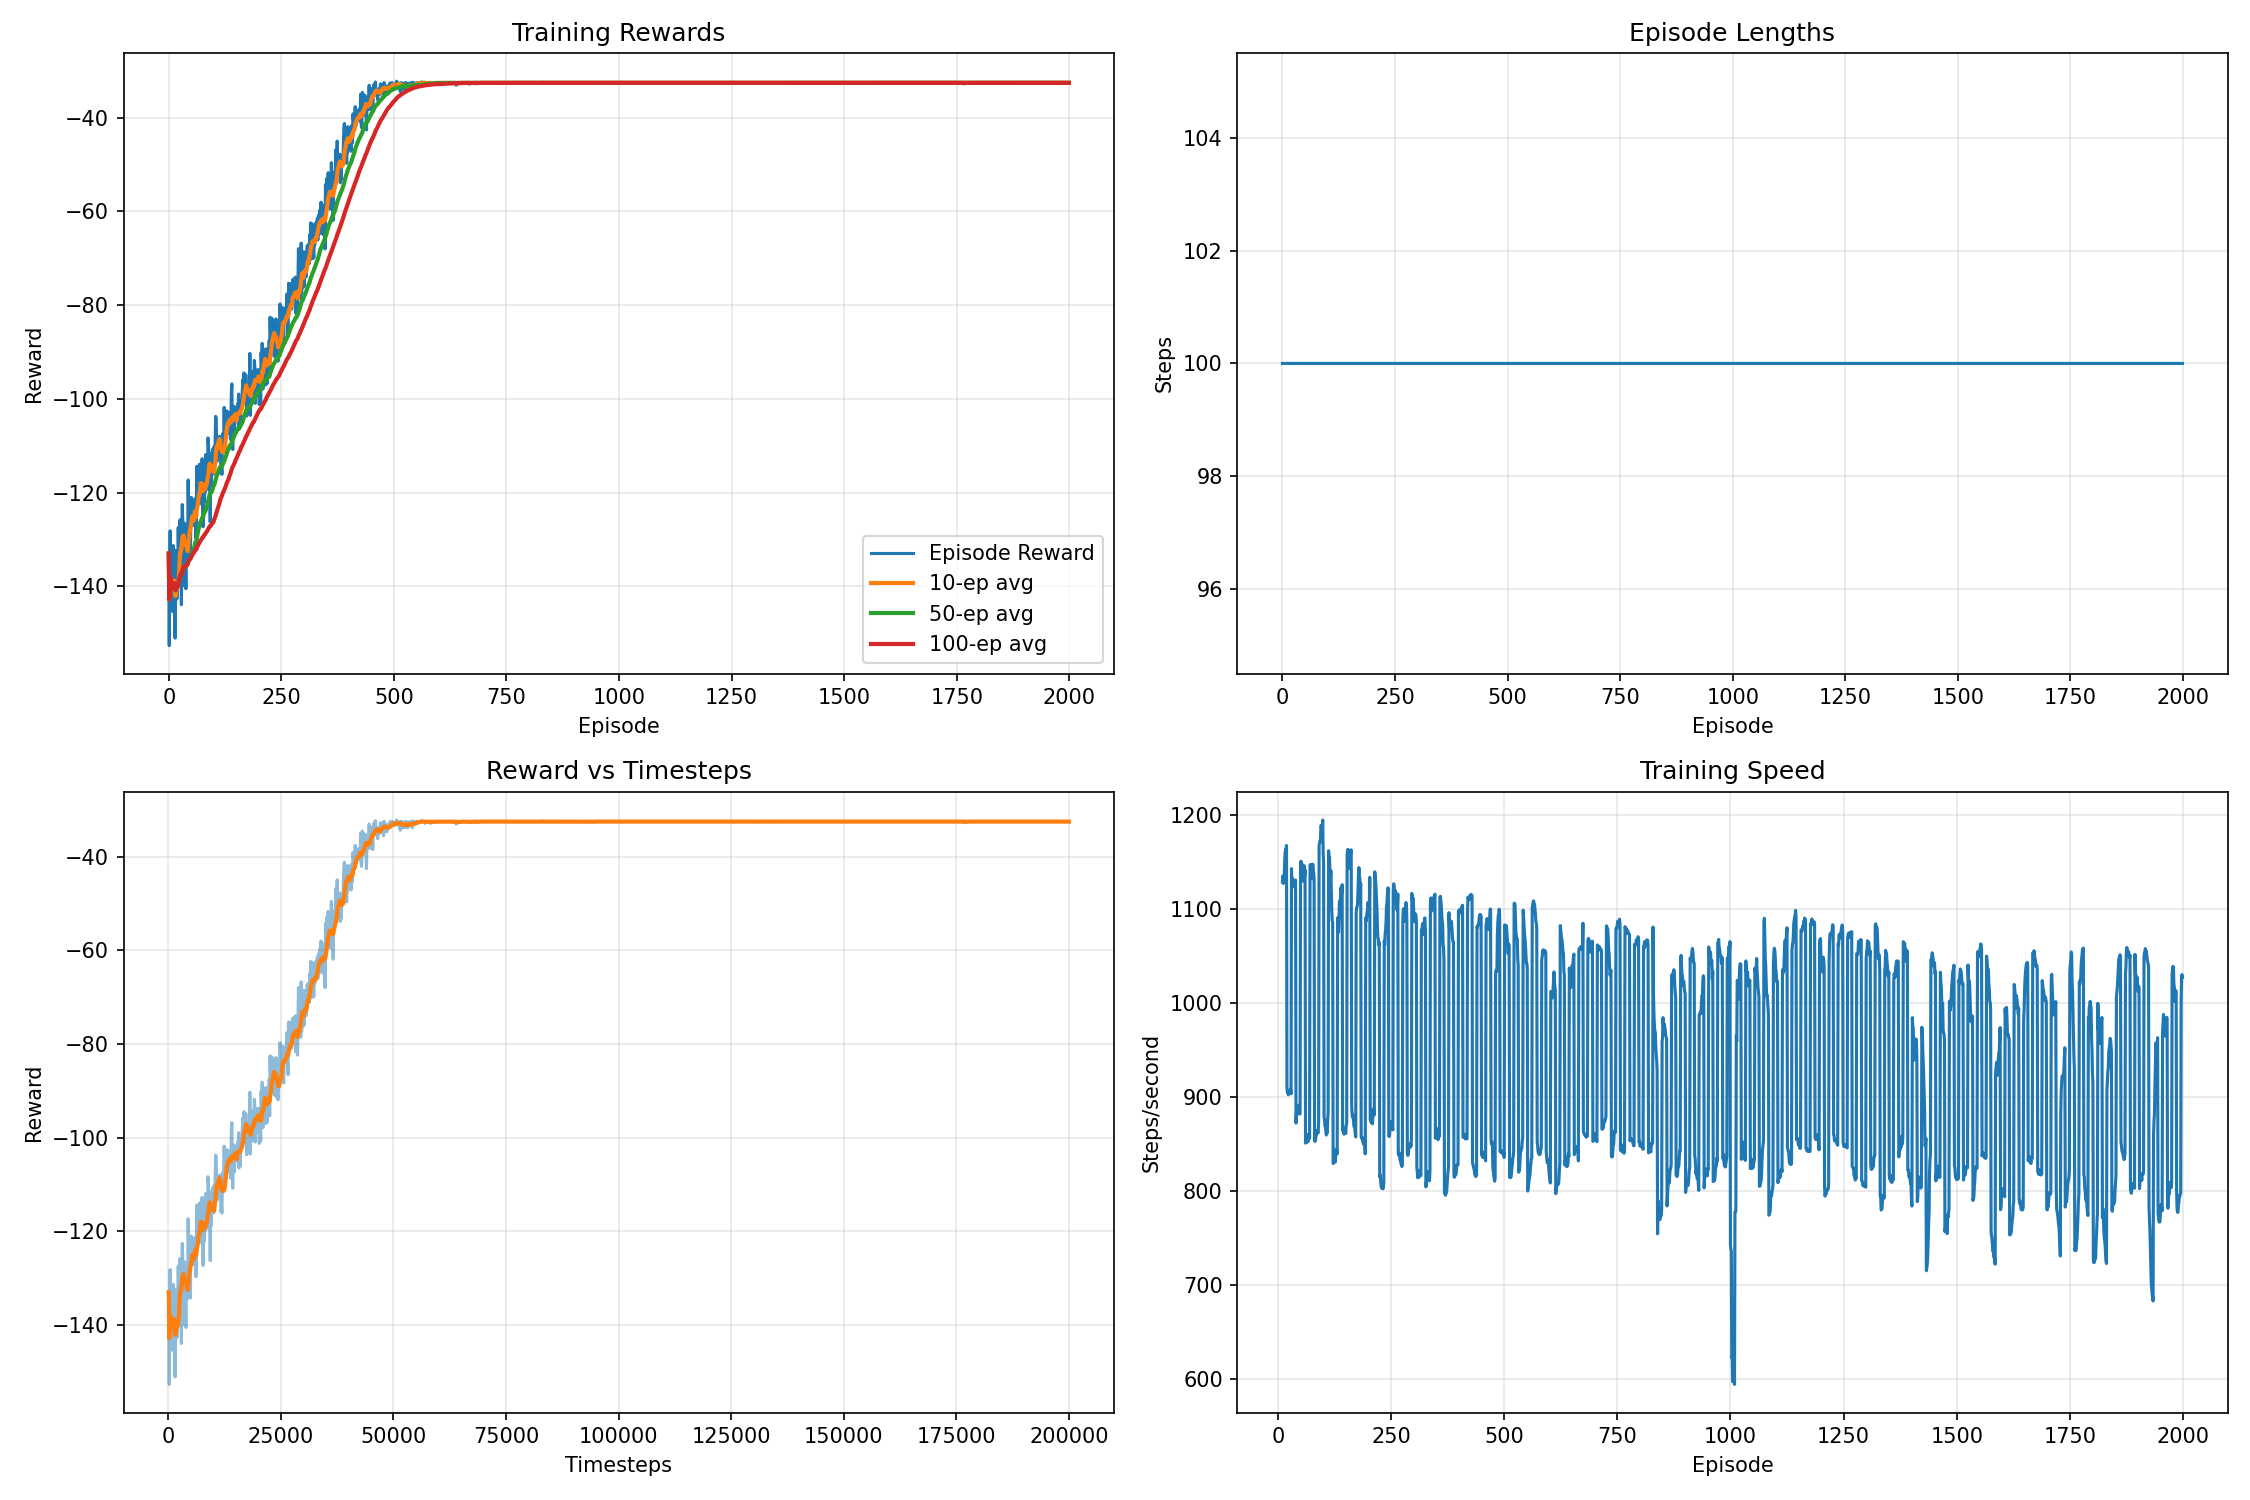 Training Rewards
Reward
−40
−60
−80
−100
−120
−140
Episode Reward
10-ep avg
50-ep avg
100-ep avg
0 250 500 750 1000 1250 1500 1750 2000
Episode
Episode Lengths
Steps
104
102
100
98
96
0 250 500 750 1000 1250 1500 1750 2000
Episode
Reward vs Timesteps
Reward
−40
−60
−80
−100
−120
−140
0 25000 50000 75000 100000 125000 150000 175000 200000
Timesteps
Training Speed
Steps/second
1200
1100
1000
900
800
700
600
0 250 500 750 1000 1250 1500 1750 2000
Episode